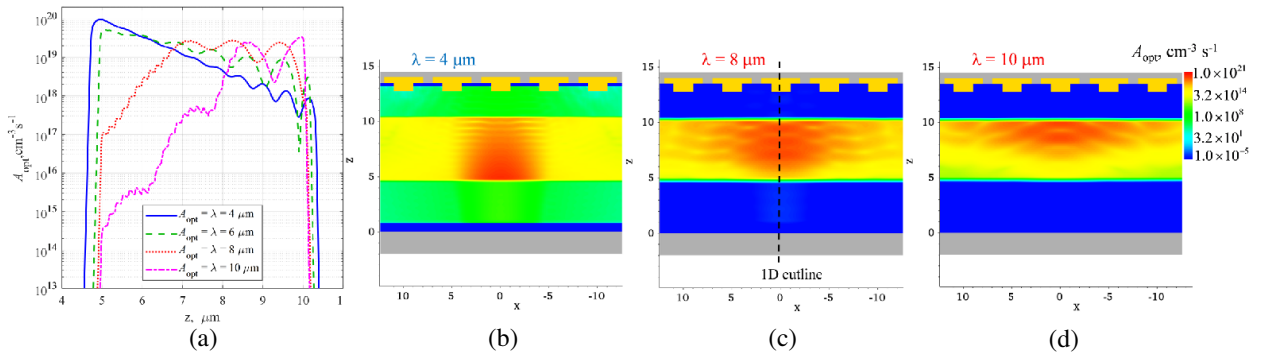 10^20
10^19
10^18
10^17
10^16
10^15
10^14
10^13
A_opt, cm^-3 s^-1
A_opt = λ = 4 μm
A_opt = λ = 6 μm
A_opt = λ = 8 μm
A_opt = λ = 10 μm
4 5 6 7 8 9 10 1
z, μm
(a)
λ = 4 μm
15
10
5
0
10 5 0 -5 -10
x
(b)
λ = 8 μm
z
15
10
5
0
1D cutline
10 5 0 -5 -10
x
(c)
λ = 10 μm
z
15
10
5
0
10 5 0 -5 -10
x
(d)
A_opt, cm^-3 s^-1
1.0×10^21
3.2×10^14
1.0×10^8
3.2×10^1
1.0×10^-5